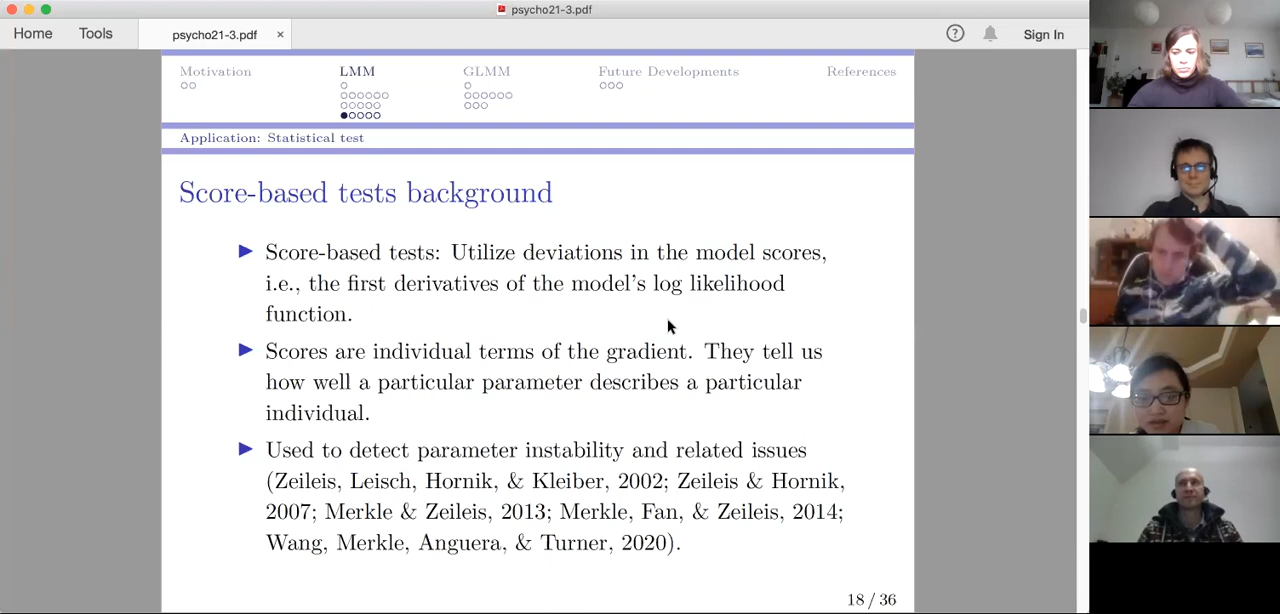 psycho21-3.pdf
Home Tools psycho21-3.pdf × ? Sign In
Motivation LMM GLMM Future Developments References
Application: Statistical test
Score-based tests background
Score-based tests: Utilize deviations in the model scores,
i.e., the first derivatives of the model's log likelihood
function.
Scores are individual terms of the gradient. They tell us
how well a particular parameter describes a particular
individual.
Used to detect parameter instability and related issues
(Zeileis, Leisch, Hornik, & Kleiber, 2002; Zeileis & Hornik,
2007; Merkle & Zeileis, 2013; Merkle, Fan, & Zeileis, 2014;
Wang, Merkle, Anguera, & Turner, 2020).
18 / 36